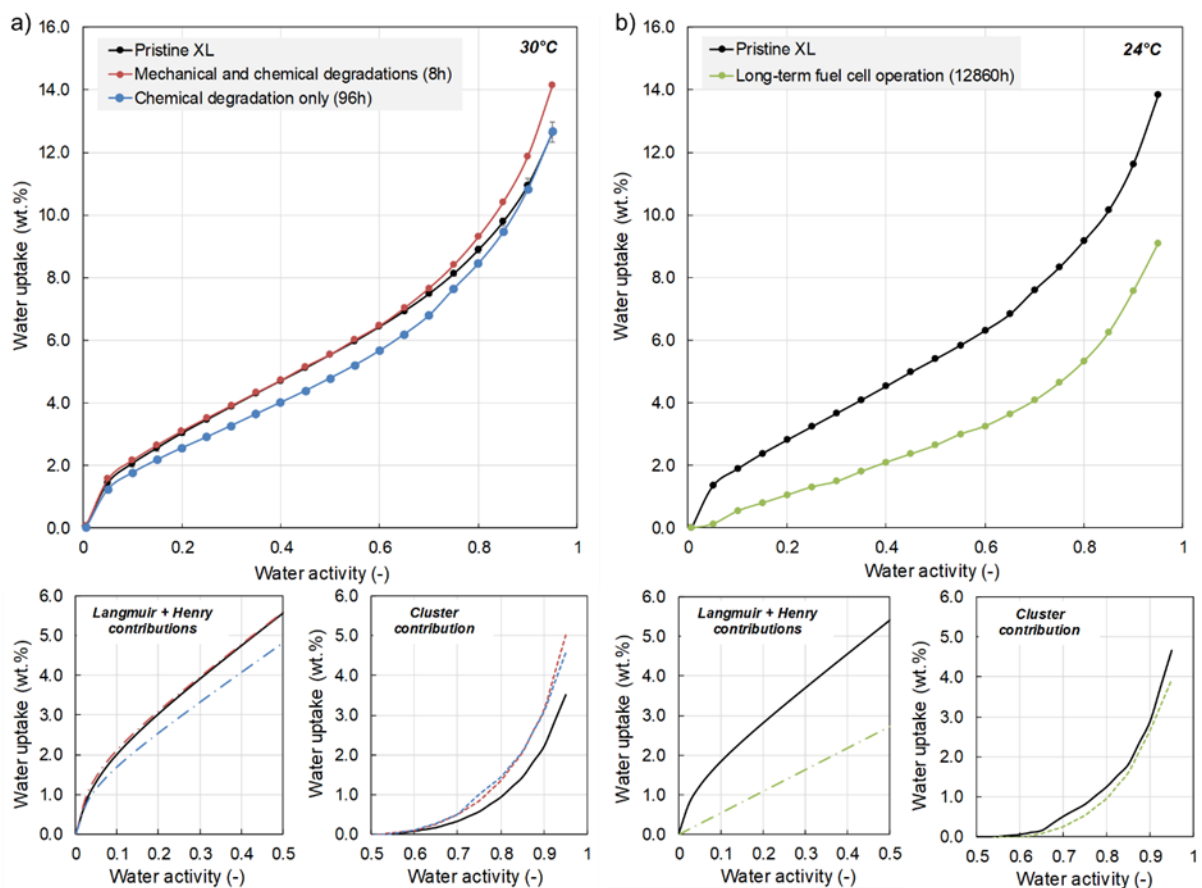 a)
16.0
14.0
12.0
10.0
8.0
6.0
4.0
2.0
0.0
Water uptake (wt.%)
Pristine XL
Mechanical and chemical degradations (8h)
Chemical degradation only (96h)
30°C
0 0.2 0.4 0.6 0.8 1
Water activity (-)
b)
16.0
14.0
12.0
10.0
8.0
6.0
4.0
2.0
0.0
Water uptake (wt.%)
Pristine XL
Long-term fuel cell operation (12860h)
24°C
0 0.2 0.4 0.6 0.8 1
Water activity (-)
6.0
5.0
4.0
3.0
2.0
1.0
0.0
Water uptake (wt.%)
Langmuir + Henry
contributions
0 0.1 0.2 0.3 0.4 0.5
Water activity (-)
6.0
5.0
4.0
3.0
2.0
1.0
0.0
Water uptake (wt.%)
Cluster
contribution
0.5 0.6 0.7 0.8 0.9 1
Water activity (-)
6.0
5.0
4.0
3.0
2.0
1.0
0.0
Water uptake (wt.%)
Langmuir + Henry
contributions
0 0.1 0.2 0.3 0.4 0.5
Water activity (-)
6.0
5.0
4.0
3.0
2.0
1.0
0.0
Water uptake (wt.%)
Cluster
contribution
0.5 0.6 0.7 0.8 0.9 1
Water activity (-)